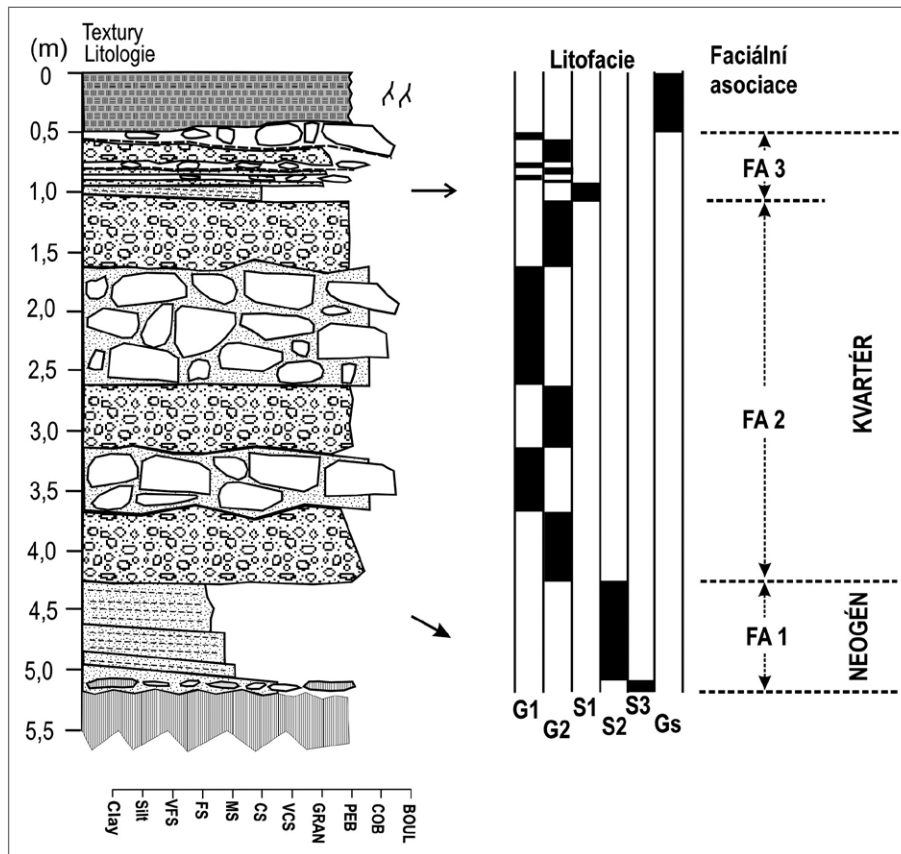 Textury
Litologie
(m)
0
0,5
1,0
1,5
2,0
2,5
3,0
3,5
4,0
4,5
5,0
5,5
Clay
Silt
VFS
FS
MS
CS
VCS
GRAN
PEB
COB
BOUL
Litofacie
G1
G2
S1
S2
S3
Gs
Faciální
asociace
FA 3
FA 2
FA 1
KVARTÉR
NEOGÉN